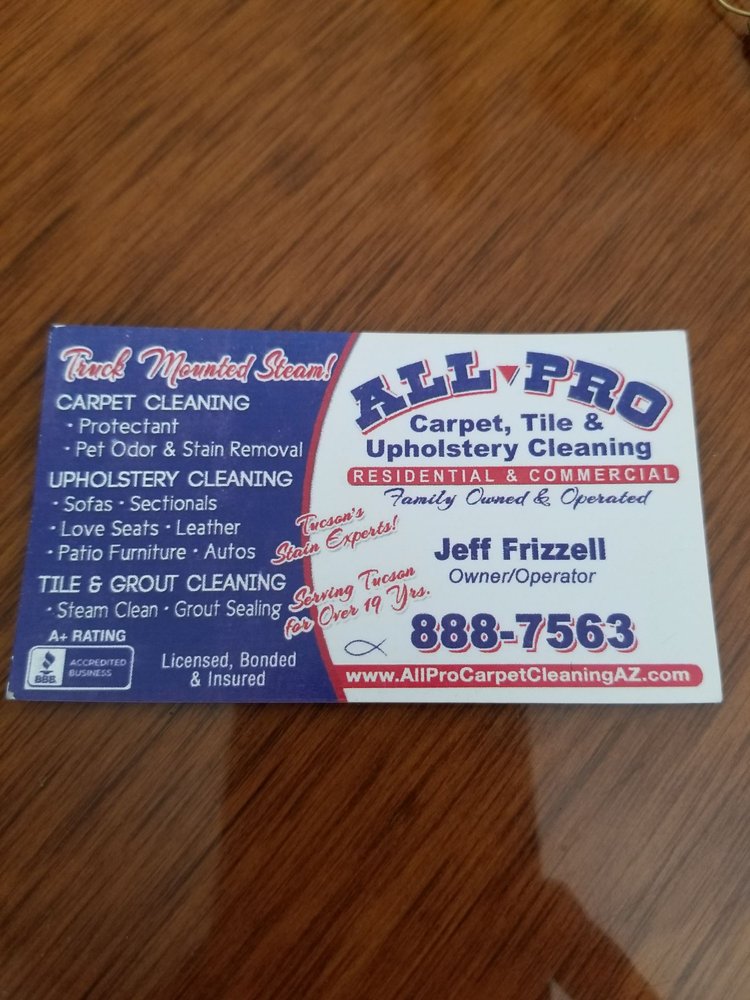 Truck Mounted Steam!
CARPET CLEANING
• Protectant
• Pet Odor & Stain Removal
UPHOLSTERY CLEANING
• Sofas • Sectionals
• Love Seats • Leather
• Patio Furniture • Autos
TILE & GROUT CLEANING
• Steam Clean • Grout Sealing
A+ RATING
BBB.
ACCREDITED
BUSINESS
Licensed, Bonded
& Insured
Tucson's
Stain Experts!
Serving Tucson
for Over 19 Yrs.
ALL PRO
Carpet, Tile &
Upholstery Cleaning
RESIDENTIAL & COMMERCIAL
Family Owned & Operated
Jeff Frizzell
Owner/Operator
888-7563
www.AllProCarpetCleaningAZ.com